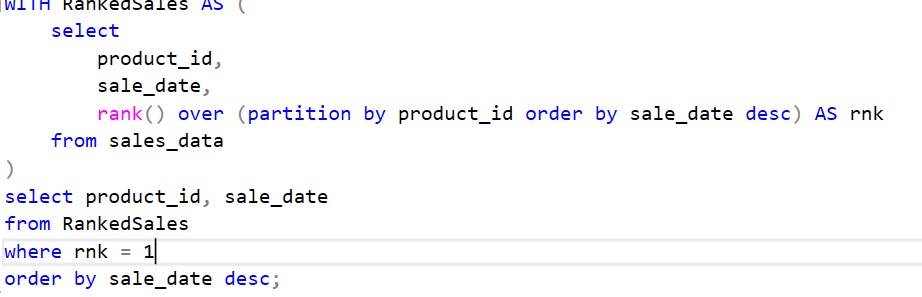 WITH RankedSales AS (
    select
        product_id,
        sale_date,
        rank() over (partition by product_id order by sale_date desc) AS rnk
    from sales_data
)
select product_id, sale_date
from RankedSales
where rnk = 1
order by sale_date desc;